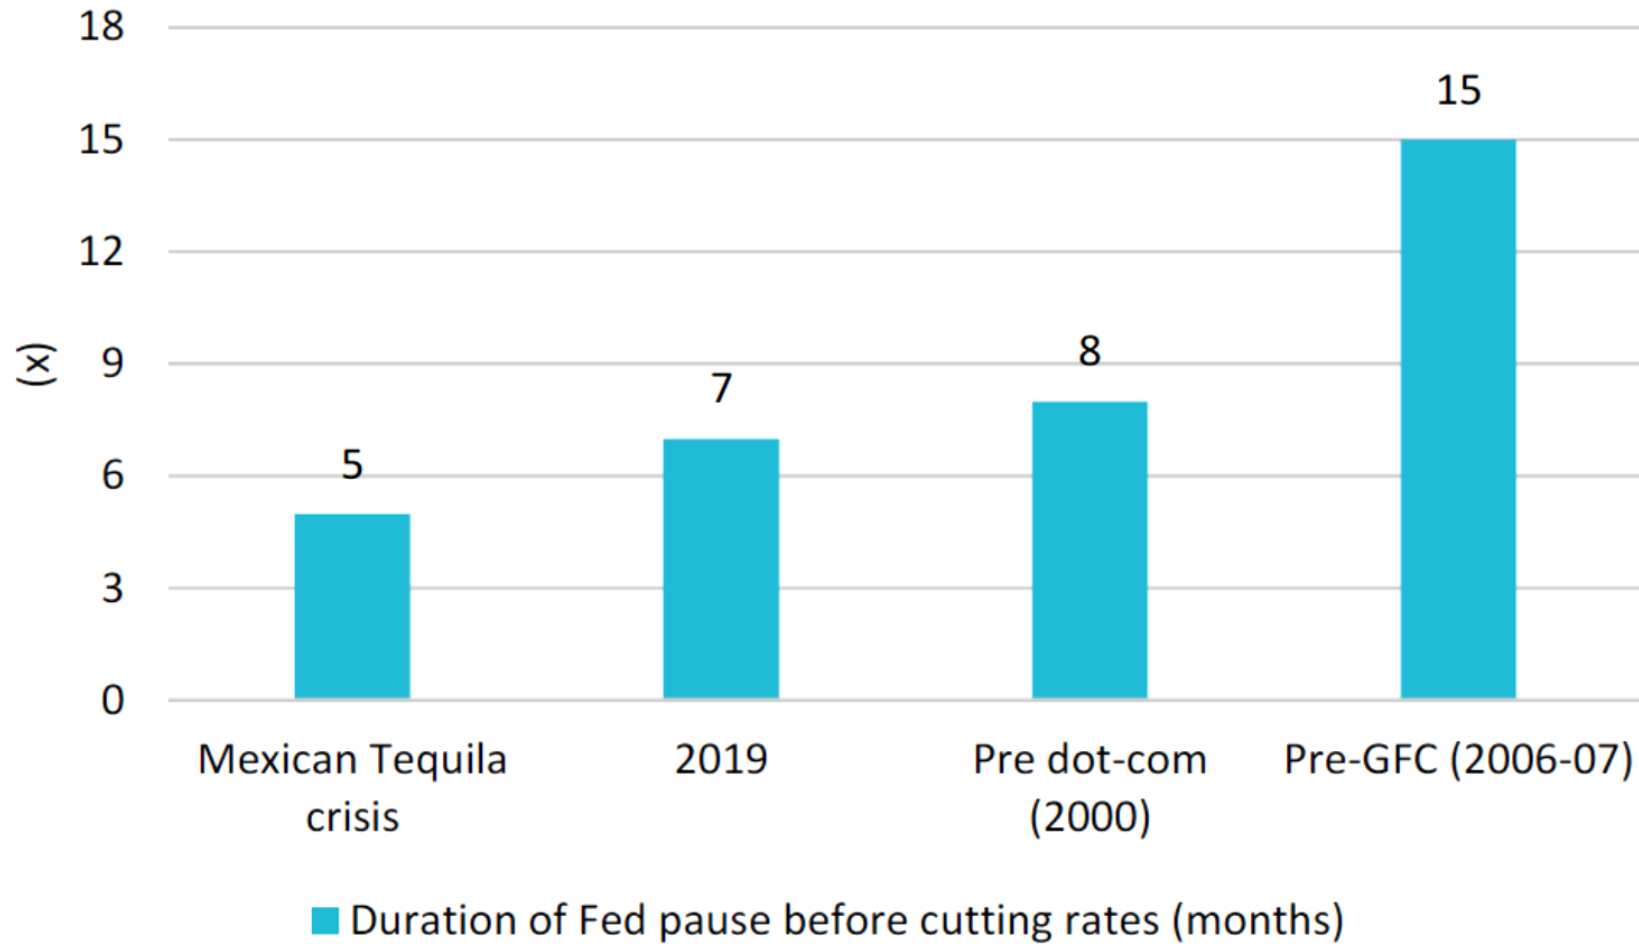 18
15
15
12
(x)
9
8
7
6
5
3
0
Mexican Tequila
crisis
2019
Pre dot-com
(2000)
Pre-GFC (2006-07)
Duration of Fed pause before cutting rates (months)